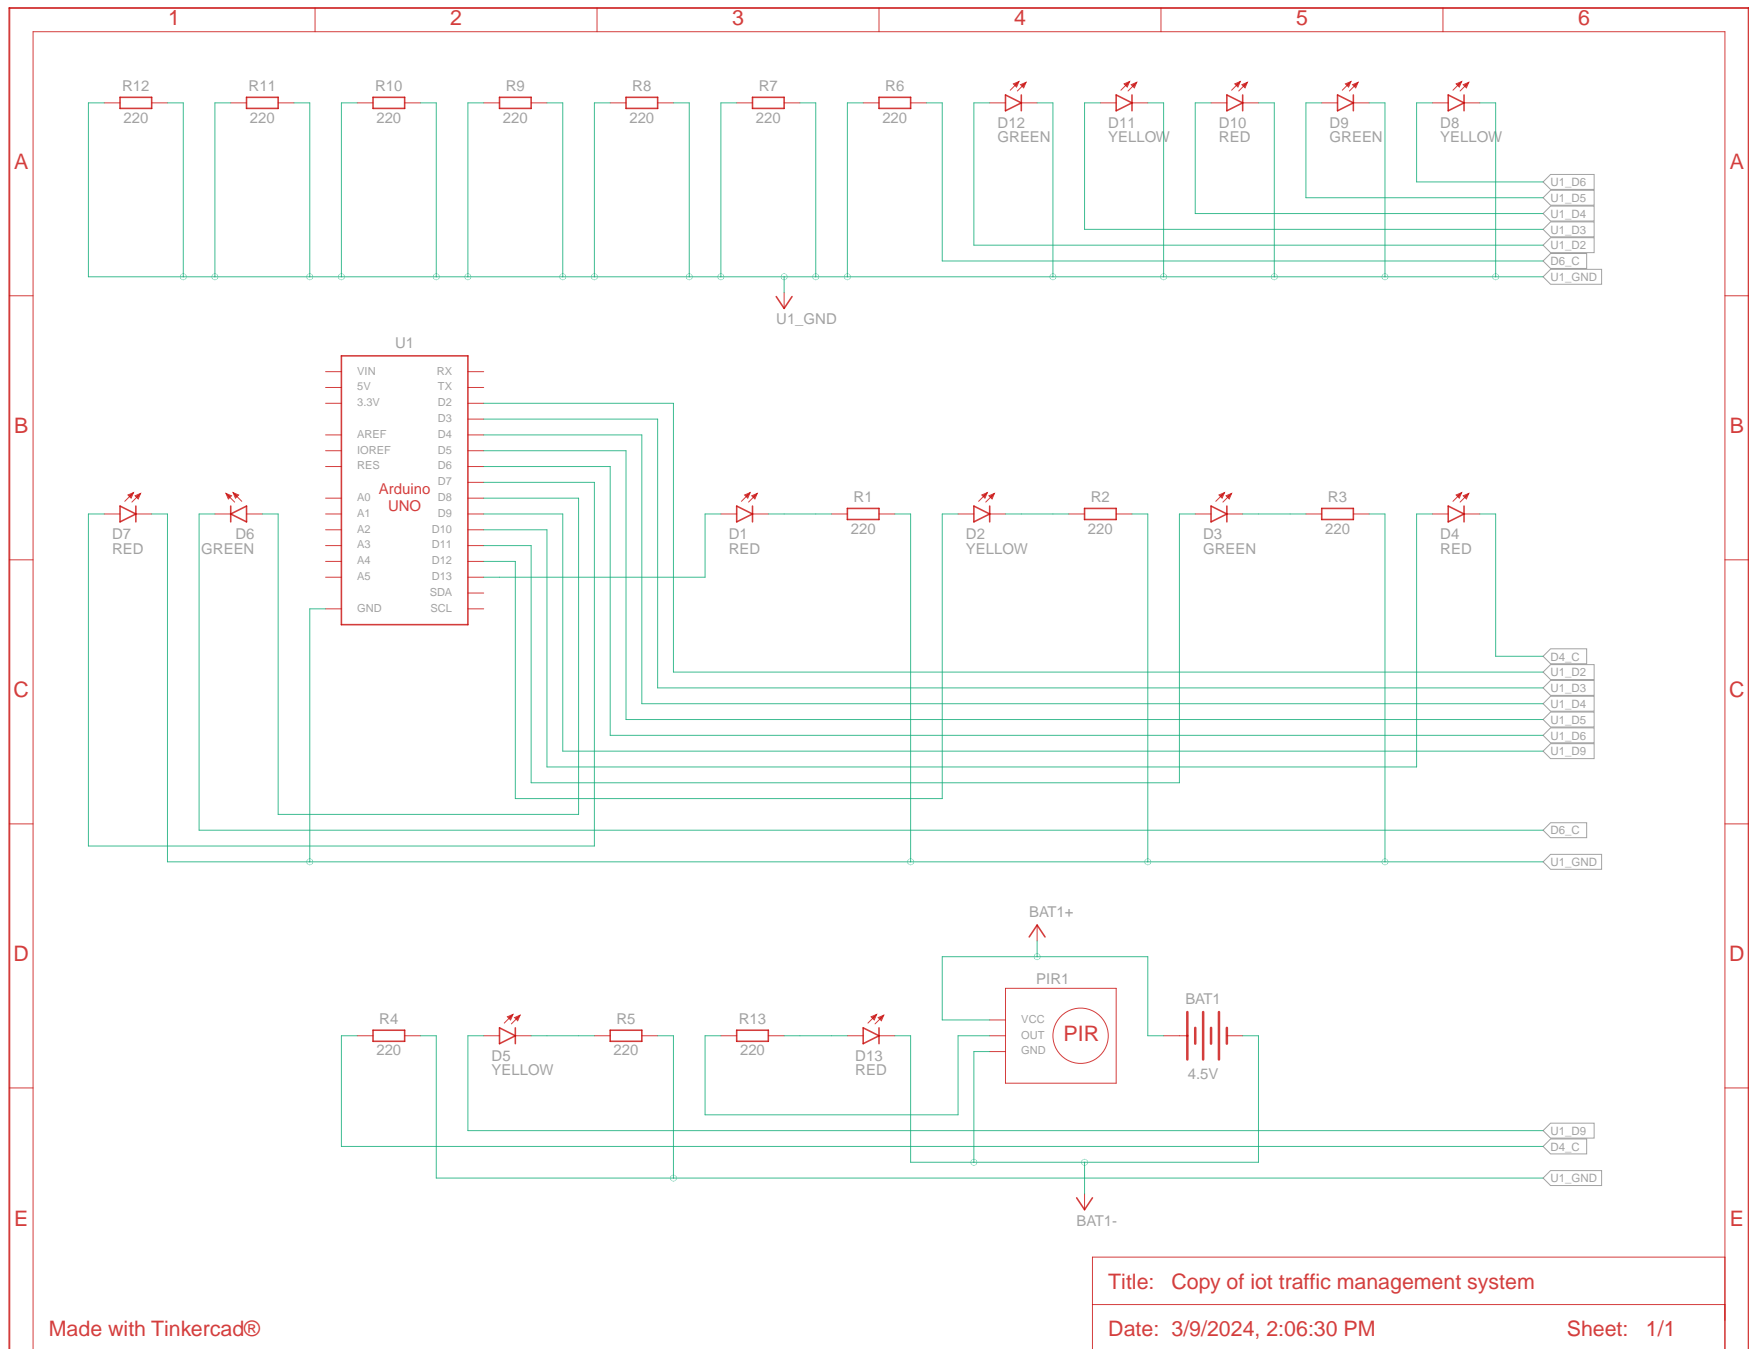 1 2 3 4 5 6
R12 R11 R10 R9 R8 R7 R6
220 220 220 220 220 220 220
D12 D11 D10 D9 D8
GREEN YELLOW RED GREEN YELLOW
A A
U1_D6
U1_D5
U1_D4
U1_D3
U1_D2
D6_C
U1_GND
U1_GND
U1
VIN RX
5V TX
3.3V D2
D3
AREF D4
IOREF D5
RES D6
D7
A0 D8
A1 D9
A2 D10
A3 D11
A4 D12
A5 D13
SDA
GND SCL
Arduino
UNO
B B
D7 D6
RED GREEN
R1 R2 R3
220 220 220
D1 D2 D3 D4
RED YELLOW GREEN RED
C C
D4_C
U1_D2
U1_D3
U1_D4
U1_D5
U1_D6
U1_D9
D6_C
U1_GND
BAT1+
D D
PIR1
VCC
OUT
GND
PIR
BAT1
4.5V
R4 R5 R13
220 220 220
D5 D13
YELLOW RED
U1_D9
D4_C
U1_GND
BAT1-
E E
Title: Copy of iot traffic management system
Made with Tinkercad®
Date: 3/9/2024, 2:06:30 PM Sheet: 1/1